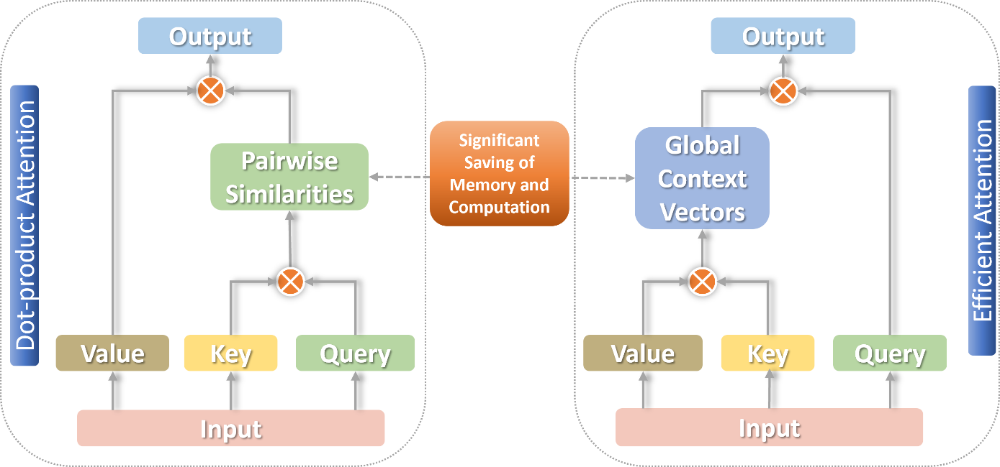 Dot-product Attention
Output
Pairwise
Similarities
Value
Key
Query
Input
Significant
Saving of
Memory and
Computation
Output
Global
Context
Vectors
Value
Key
Query
Input
Efficient Attention